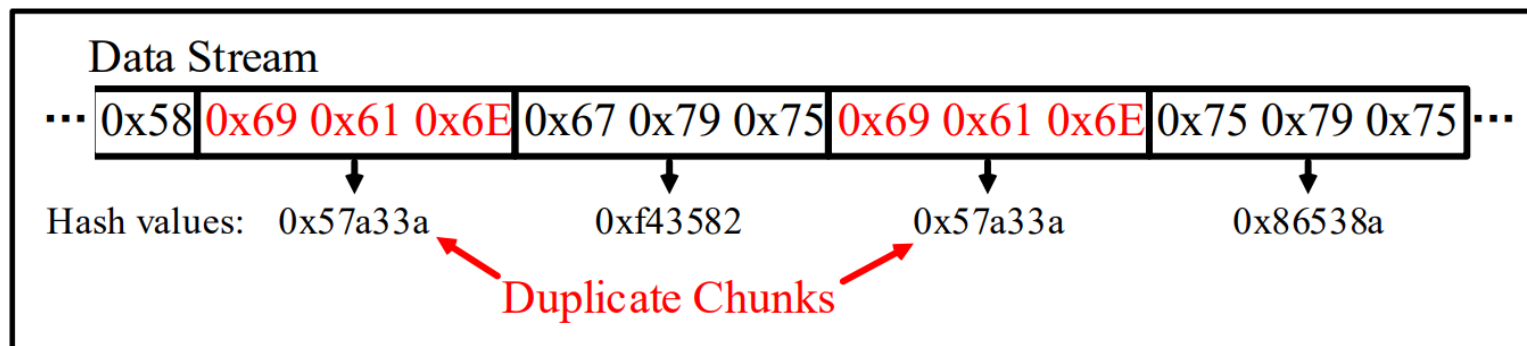 Data Stream
... 0x58 0x69 0x61 0x6E 0x67 0x79 0x75 0x69 0x61 0x6E 0x75 0x79 0x75 ...
Hash values: 0x57a33a 0xf43582 0x57a33a 0x86538a
Duplicate Chunks